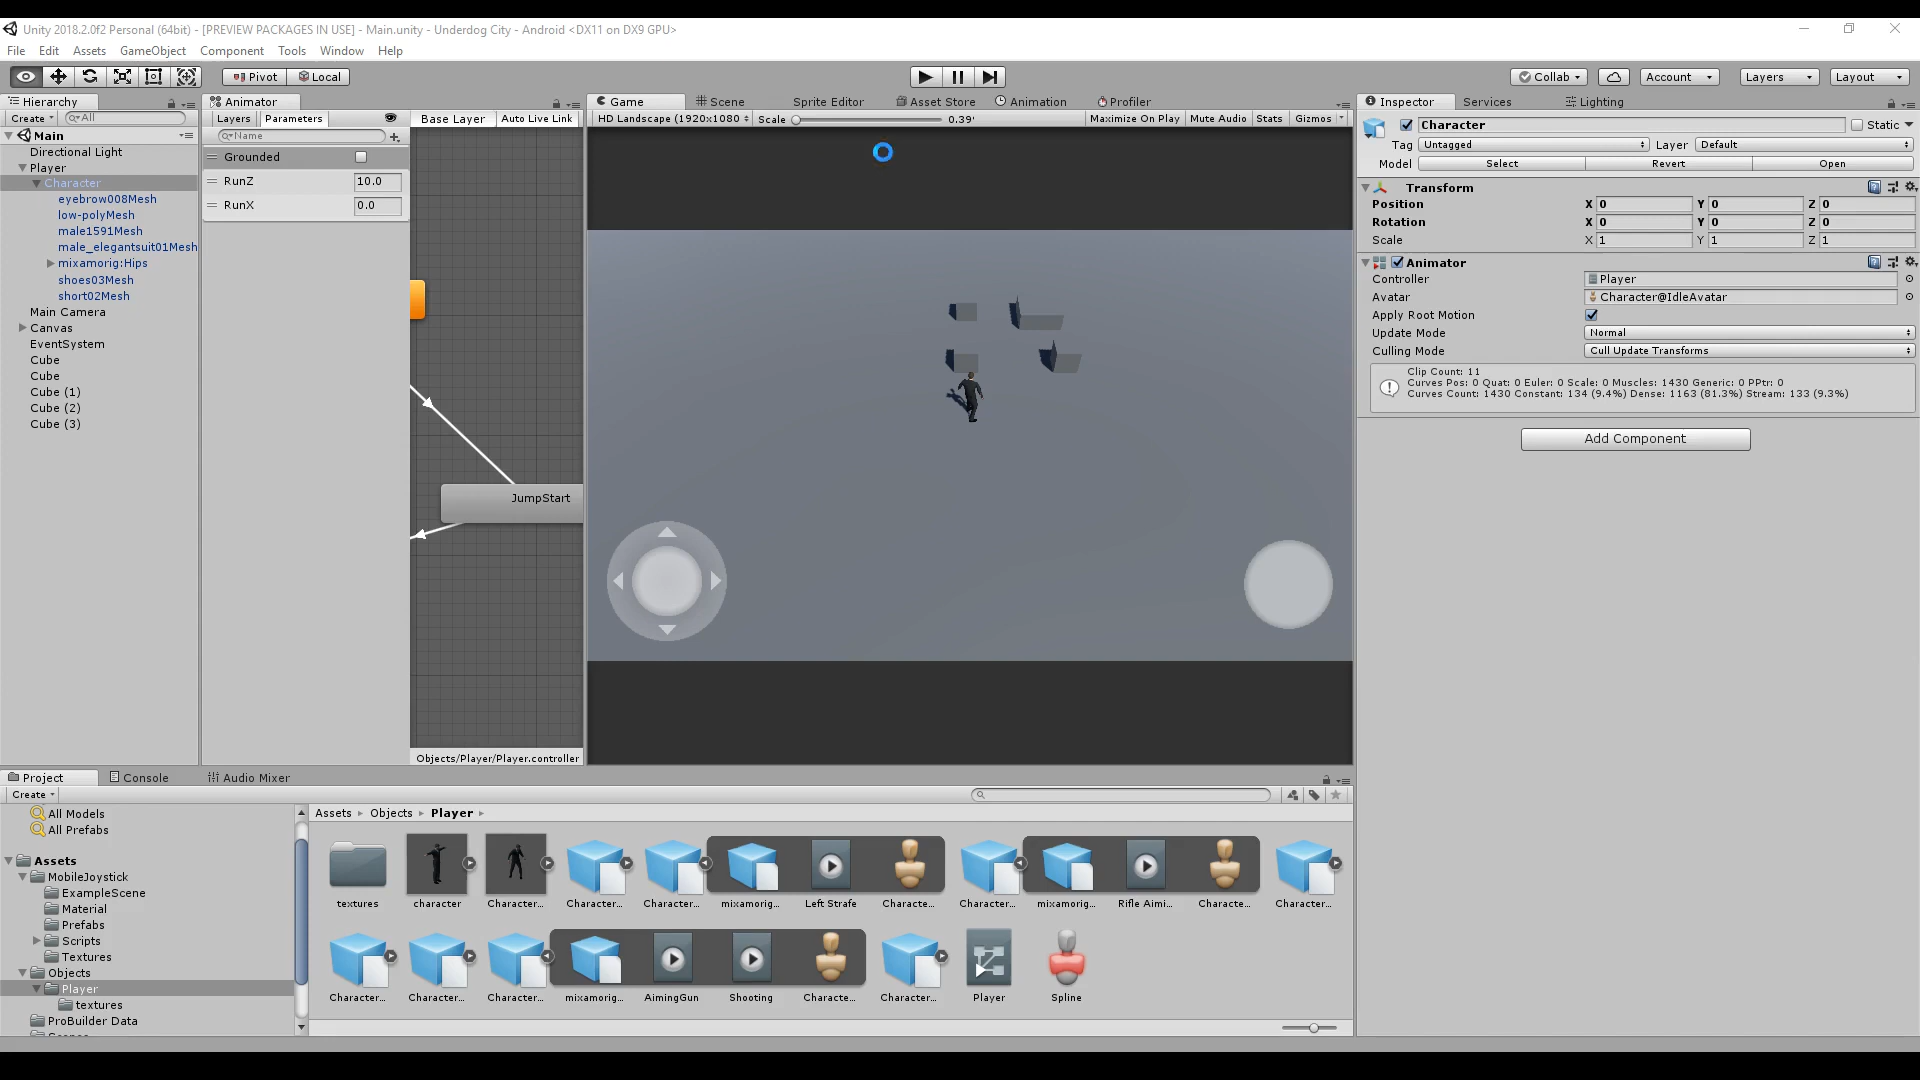 Unity 2018.2.0f2 Personal (64bit) - [PREVIEW PACKAGES IN USE] - Main.unity - Underdog City - Android <DX11 on DX9 GPU>
File Edit Assets GameObject Component Tools Window Help
Pivot Local Collab Account Layers Layout
Hierarchy Animator Game Scene Sprite Editor Asset Store Animation Profiler Inspector Services Lighting
Create All Layers Parameters Base Layer Auto Live Link HD Landscape (1920x1080 Scale 0.39 Maximize On Play Mute Audio Stats Gizmos
Name
Main
Directional Light
Player
Character
eyebrow008Mesh
low-polyMesh
male1591Mesh
male_elegantsuit01Mesh
mixamorig:Hips
shoes03Mesh
short02Mesh
Main Camera
Canvas
EventSystem
Cube
Cube
Cube (1)
Cube (2)
Cube (3)
Grounded
RunZ 10.0
RunX 0.0
JumpStart
Objects/Player/Player.controller
Character Static
Tag Untagged Layer Default
Model Select Revert Open
Transform
Position X 0 Y 0 Z 0
Rotation X 0 Y 0 Z 0
Scale X 1 Y 1 Z 1
Animator
Controller Player
Avatar Character@IdleAvatar
Apply Root Motion
Update Mode Normal
Culling Mode Cull Update Transforms
Clip Count: 11
Curves Pos: 0 Quat: 0 Euler: 0 Scale: 0 Muscles: 1430 Generic: 0 PPtr: 0
Curves Count: 1430 Constant: 134 (9.4%) Dense: 1163 (81.3%) Stream: 133 (9.3%)
Add Component
Project Console Audio Mixer
Create
All Models
All Prefabs
Assets
MobileJoystick
ExampleScene
Material
Prefabs
Scripts
Textures
Objects
Player
textures
ProBuilder Data
Assets Objects Player
textures character Character... Character... Character... mixamorig... Left Strafe Characte... Character... mixamorig... Rifle Aimi... Characte... Character...
Character... Character... Character... mixamorig... AimingGun Shooting Characte... Character... Player Spline